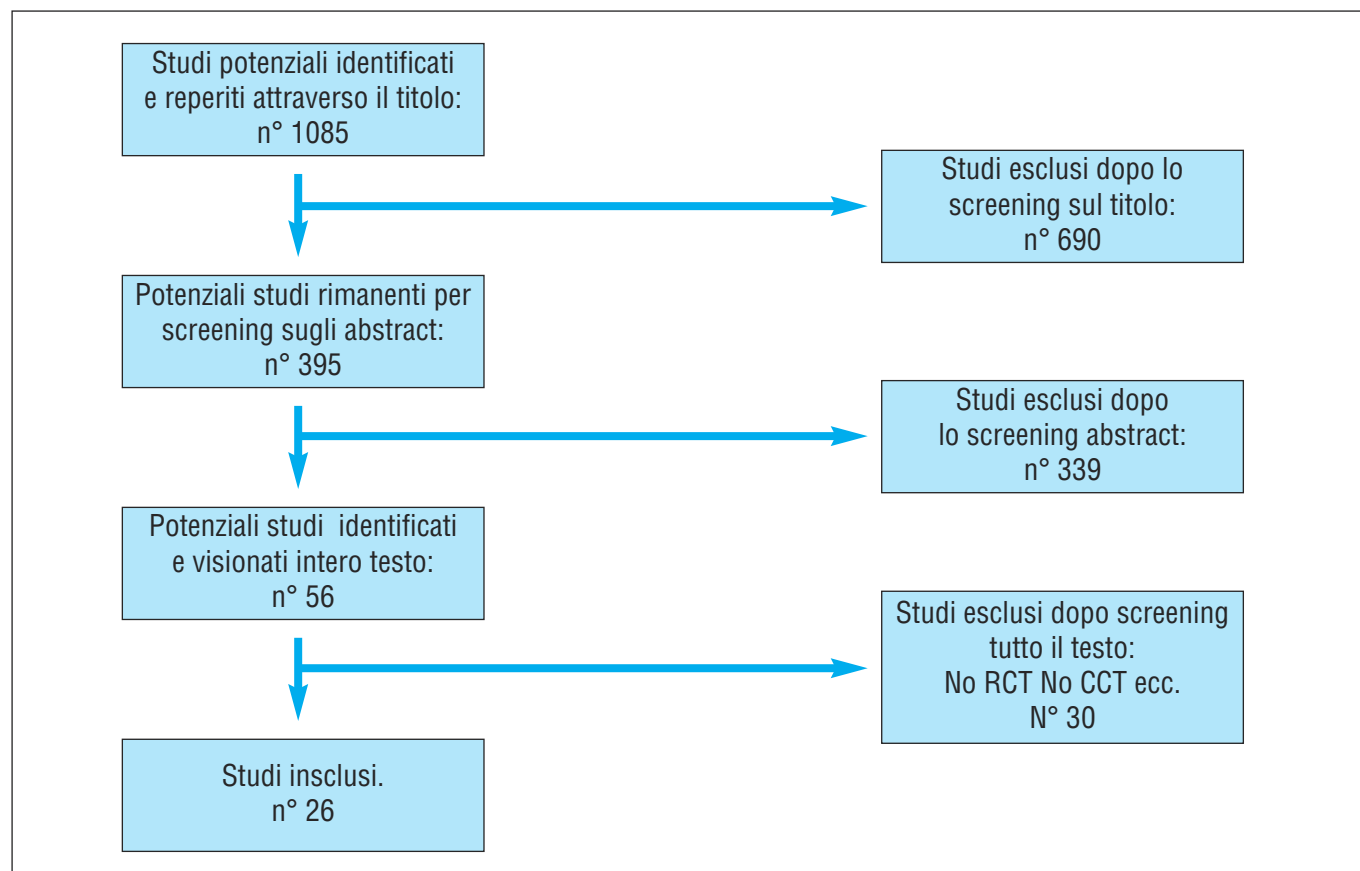 Studi potenziali identificati
e reperiti attraverso il titolo:
n° 1085
Studi esclusi dopo lo
screening sul titolo:
n° 690
Potenziali studi rimanenti per
screening sugli abstract:
n° 395
Studi esclusi dopo
lo screening abstract:
n° 339
Potenziali studi identificati
e visionati intero testo:
n° 56
Studi esclusi dopo screening
tutto il testo:
No RCT No CCT ecc.
N° 30
Studi insclusi.
n° 26